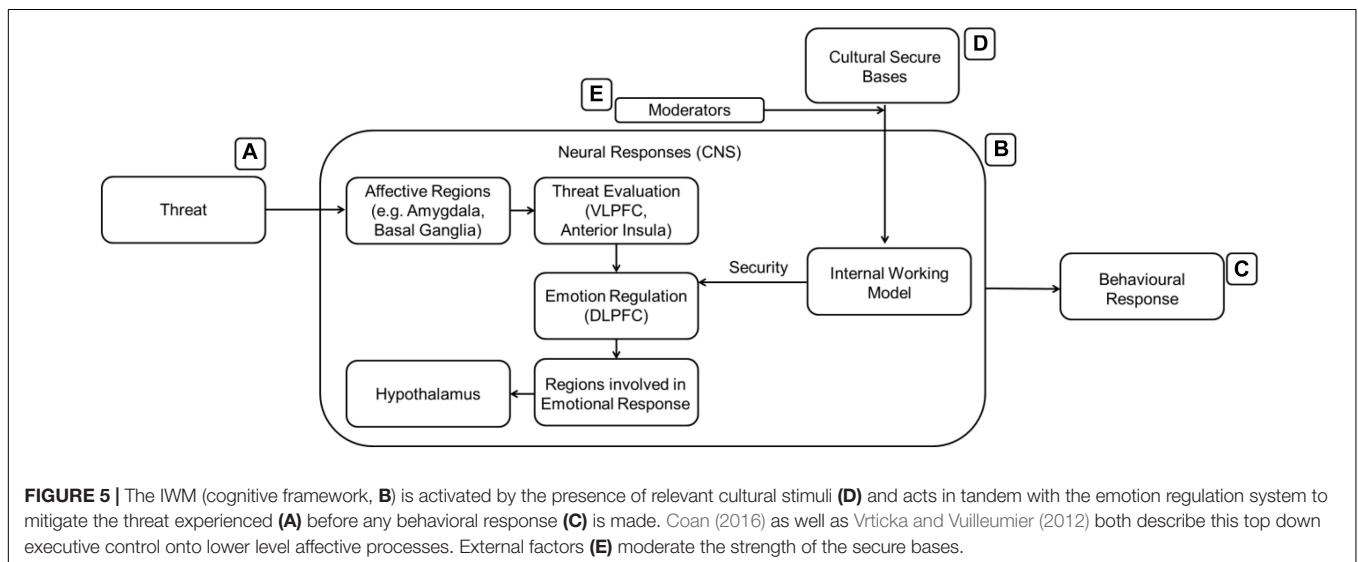 Cultural Secure
Bases
D
E
Moderators
A
Neural Responses (CNS)
B
Threat
Affective Regions
(e.g. Amygdala,
Basal Ganglia)
Threat Evaluation
(VLPFC,
Anterior Insula)
Security
Internal Working
Model
Emotion Regulation
(DLPFC)
Behavioural
Response
C
Hypothalamus
Regions involved in
Emotional Response
FIGURE 5 | The IWM (cognitive framework, B) is activated by the presence of relevant cultural stimuli (D) and acts in tandem with the emotion regulation system to
mitigate the threat experienced (A) before any behavioral response (C) is made. Coan (2016) as well as Vrticka and Vuilleumier (2012) both describe this top down
executive control onto lower level affective processes. External factors (E) moderate the strength of the secure bases.